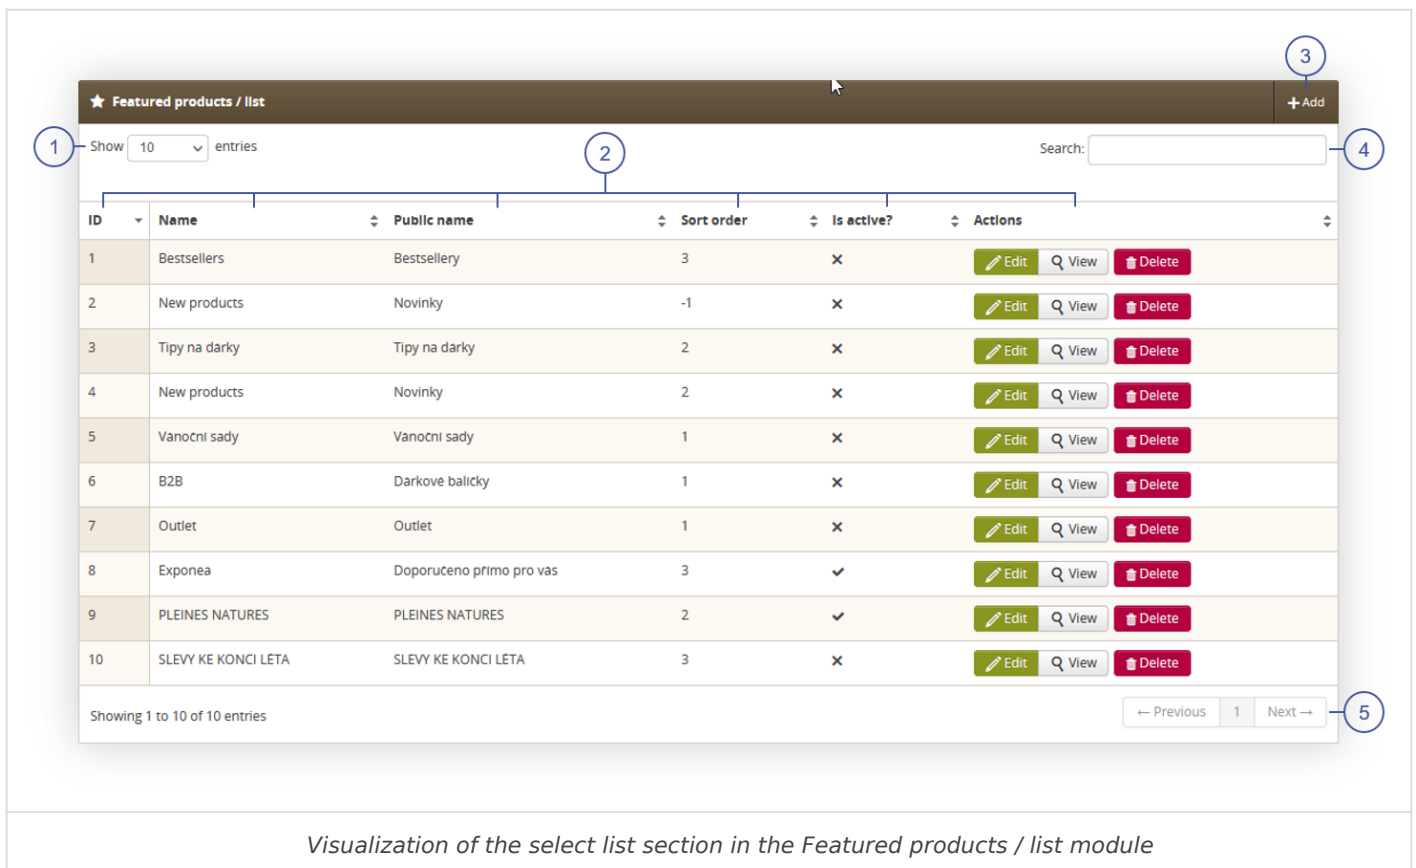 3
Featured products / list
Add
1
Show 10 entries
2
Search:
4
ID Name Public name Sort order Is active? Actions
1 Bestsellers Bestsellery 3 Edit View Delete
2 New products Novinky -1 Edit View Delete
3 Tipy na dárky Tipy na dárky 2 Edit View Delete
4 New products Novinky 2 Edit View Delete
5 Vánoční sady Vánoční sady 1 Edit View Delete
6 B2B Dárkové balíčky 1 Edit View Delete
7 Outlet Outlet 1 Edit View Delete
8 Exponea Doporučeno přímo pro vás 3 Edit View Delete
9 PLEINES NATURES PLEINES NATURES 2 Edit View Delete
10 SLEVY KE KONCI LÉTA SLEVY KE KONCI LÉTA 3 Edit View Delete
Showing 1 to 10 of 10 entries
← Previous 1 Next →
5
Visualization of the select list section in the Featured products / list module